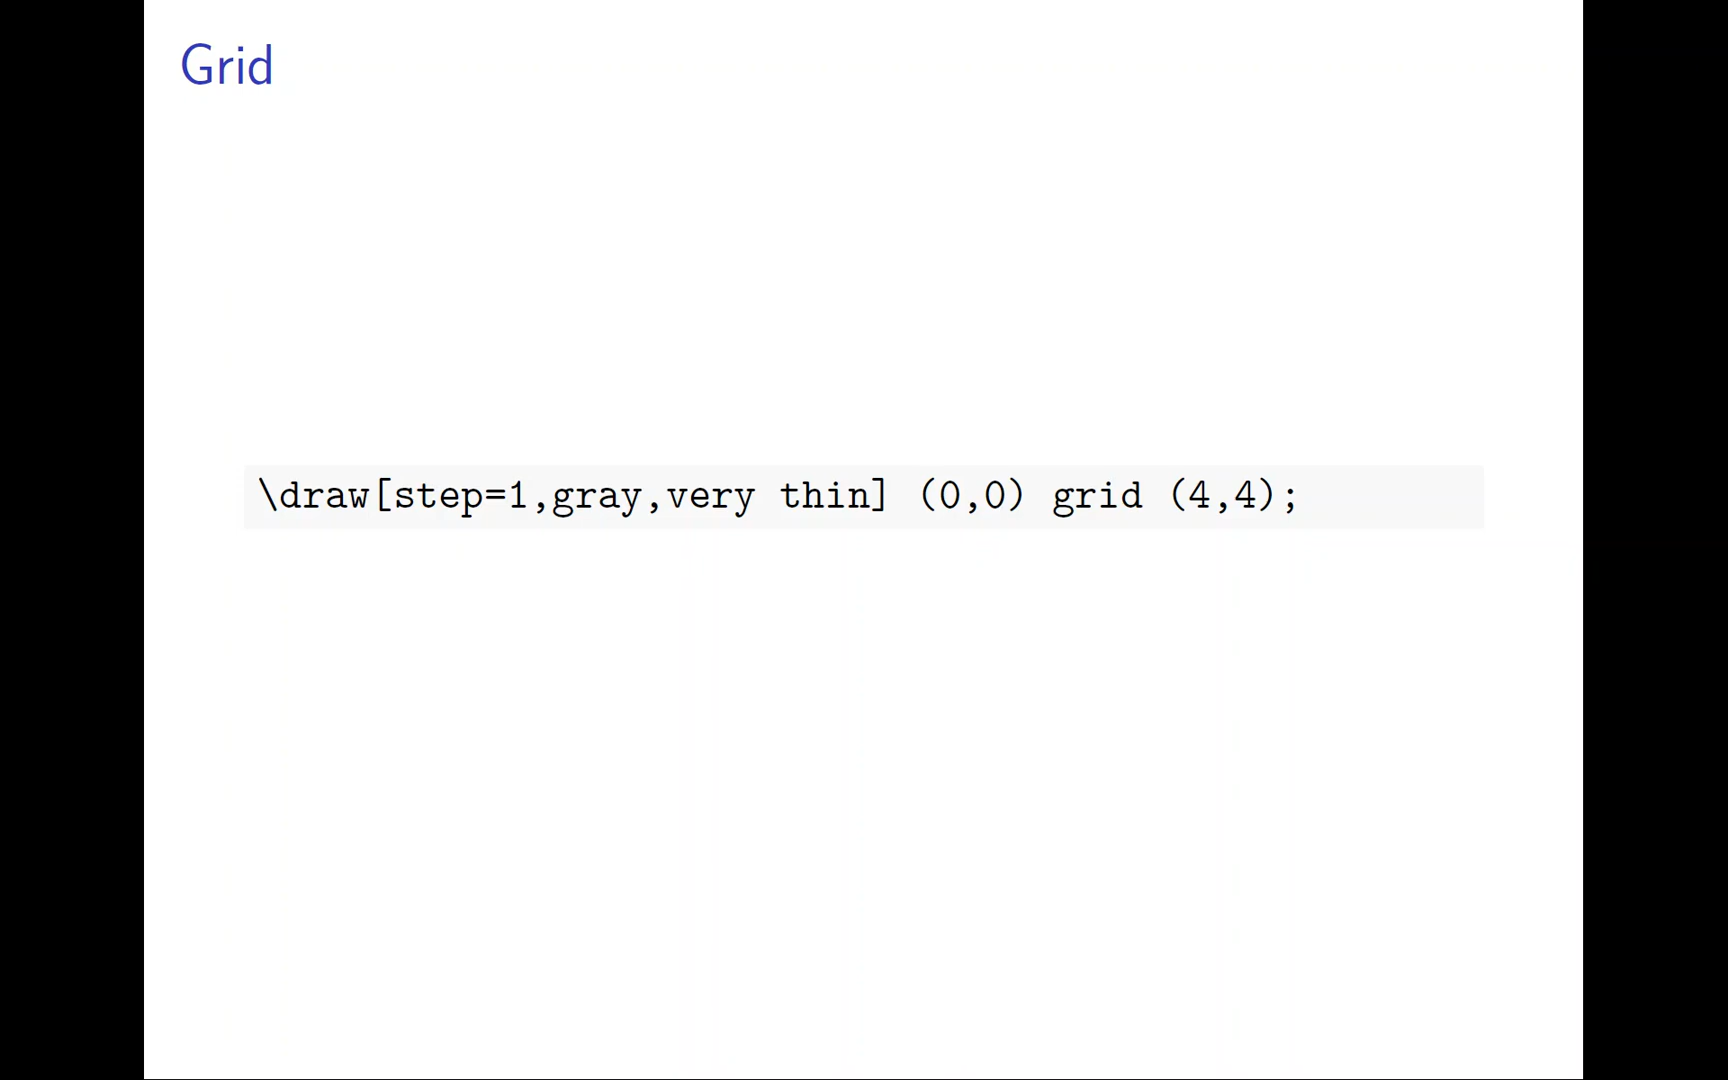 Grid
\draw[step=1,gray,very thin] (0,0) grid (4,4);